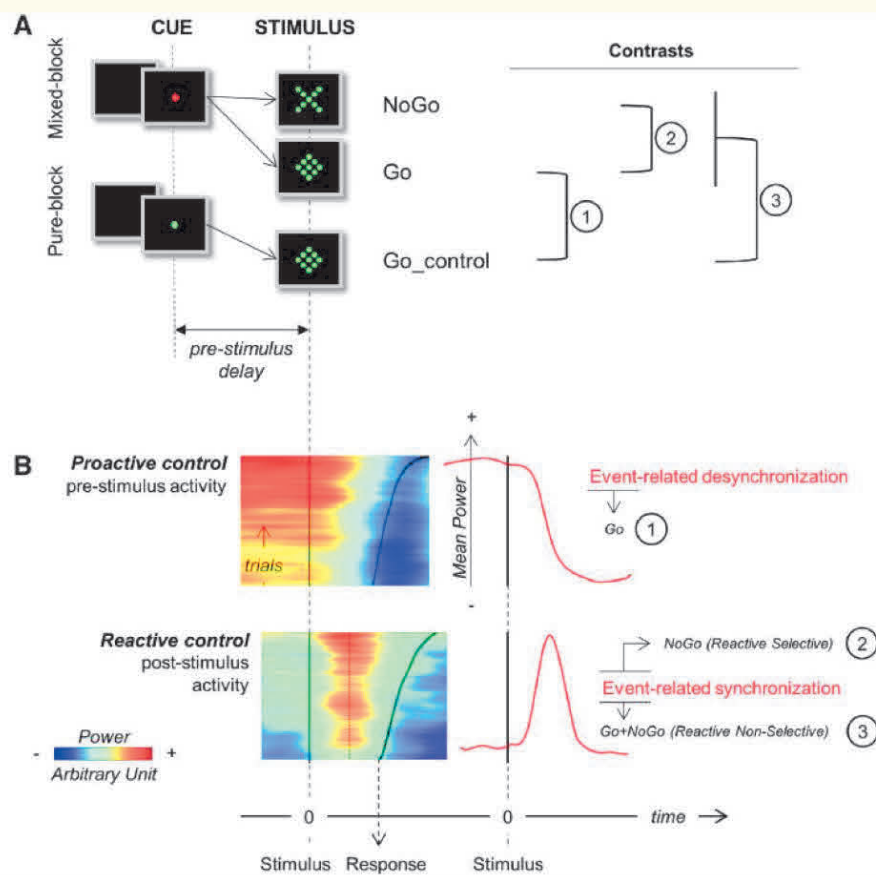 A
CUE
STIMULUS
Contrasts
Mixed-block
NoGo
2
Go
3
1
Pure-block
Go_control
pre-stimulus
delay
B
Proactive control
pre-stimulus activity
trials
+
Mean Power
-
Event-related desynchronization
Go
1
Reactive control
post-stimulus
activity
NoGo (Reactive Selective)
2
Event-related synchronization
Go+NoGo (Reactive Non-Selective)
3
Power
- +
Arbitrary Unit
0 0 time
Stimulus Response Stimulus